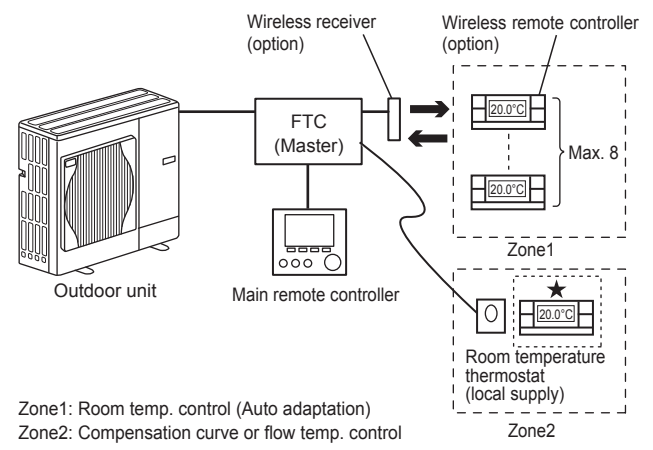 Wireless receiver
(option)
Wireless remote controller
(option)
20.0°C
FTC
(Master)
Max. 8
20.0°C
Zone1
Outdoor unit
Main remote controller
★
20.0°C
Room temperature
thermostat
(local supply)
Zone1: Room temp. control (Auto adaptation)
Zone2: Compensation curve or flow temp. control
Zone2